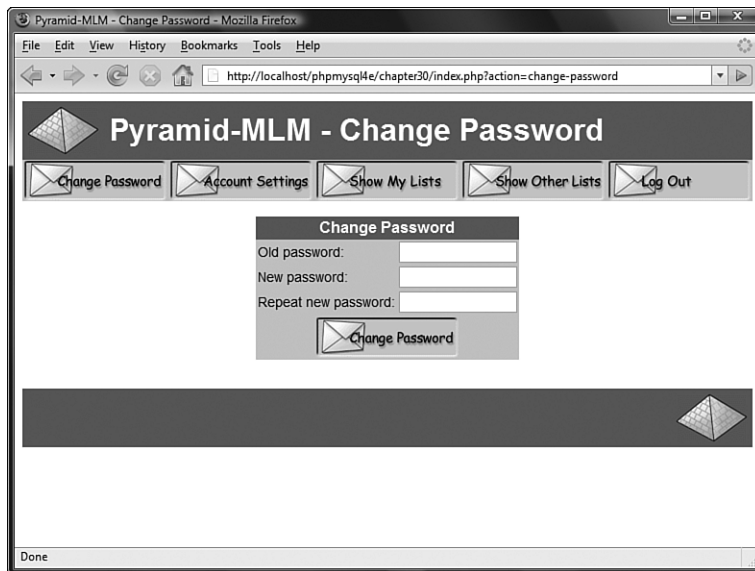 Pyramid-MLM - Change Password - Mozilla Firefox
File Edit View History Bookmarks Tools Help
http://localhost/phpmysql4e/chapter30/index.php?action=change-password
Pyramid-MLM - Change Password
Change Password Account Settings Show My Lists Show Other Lists Log Out
Change Password
Old password:
New password:
Repeat new password:
Change Password
Done